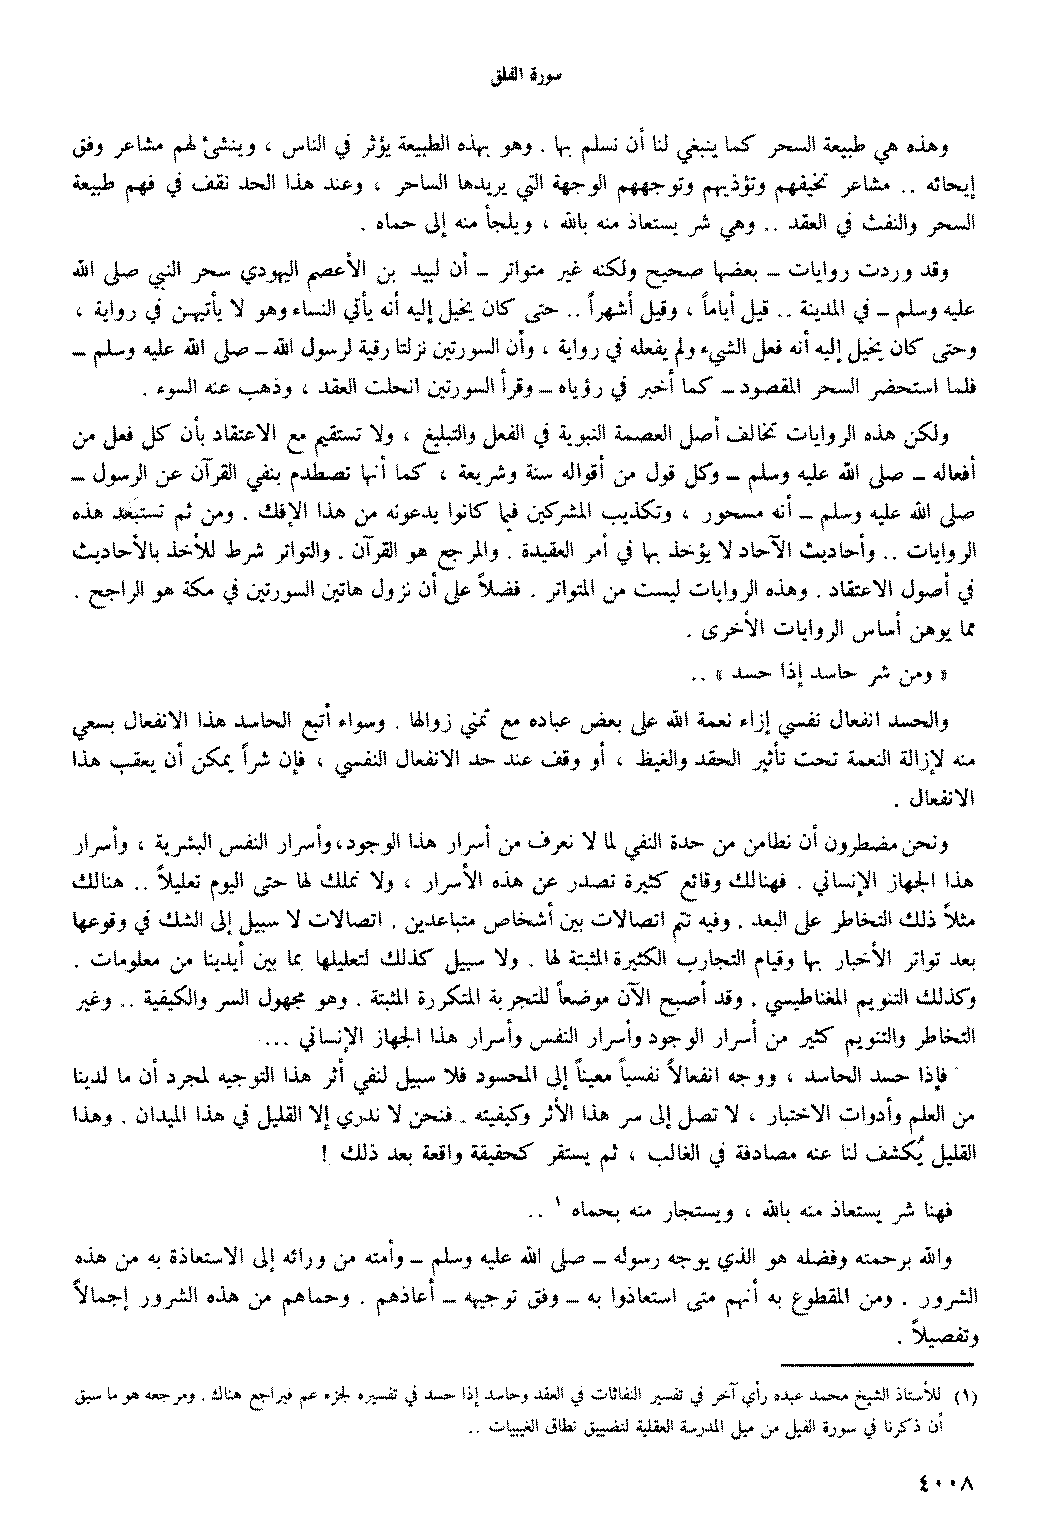 سورة الفلق
وهذه هي طبيعة السحر كما ينبغي لنا أن نسلم بها . وهو بهذه الطبيعة يؤثر في الناس ، وينشئ لهم مشاعر وفق
إيحائه .. مشاعر تخيفهم وتؤذيهم وتوجههم الوجهة التي يريدها الساحر ، وعند هذا الحد نقف في فهم طبيعة
السحر والنفث في العقد .. وهي شر يستعاذ منه بالله ، ويلجأ منه إلى حماه .
وقد وردت روايات – بعضها صحيح ولكنه غير متواتر – أن لبيد بن الأعصم اليهودي سحر النبي صلى الله
عليه وسلم – في المدينة .. قيل أياماً ، وقيل أشهراً .. حتى كان يخيل إليه أنه يأتي النساء وهو لا يأتيهن في رواية ،
وحتى كان يخيل إليه أنه فعل الشيء ولم يفعله في رواية ، وأن السورتين نزلتا رقية لرسول الله – صلى الله عليه وسلم –
فلما استحضر السحر المقصود – كما أخبر في رؤياه – وقرأ السورتين انحلت العقد ، وذهب عنه السوء .
ولكن هذه الروايات تخالف أصل العصمة النبوية في الفعل والتبليغ ، ولا تستقيم مع الاعتقاد بأن كل فعل من
أفعاله – صلى الله عليه وسلم – وكل قول من أقواله سنة وشريعة ، كما أنها تصطدم بنفي القرآن عن الرسول –
صلى الله عليه وسلم – أنه مسحور ، وتكذيب المشركين فيما كانوا يدعونه من هذا الإفك . ومن ثم تستبعد هذه
الروايات .. وأحاديث الآحاد لا يؤخذ بها في أمر العقيدة . والمرجع هو القرآن . والتواتر شرط للأخذ بالأحاديث
في أصول الاعتقاد . وهذه الروايات ليست من المتواتر . فضلاً على أن نزول هاتين السورتين في مكة هو الراجح .
مما يوهن أساس الروايات الأخرى .
« ومن شر حاسد إذا حسد » ..
والحسد انفعال نفسي إزاء نعمة الله على بعض عباده مع تمني زوالها . وسواء أتبع الحاسد هذا الانفعال بسعي
منه لإزالة النعمة تحت تأثير الحقد والغيظ ، أو وقف عند حد الانفعال النفسي ، فإن شراً يمكن أن يعقب هذا
الانفعال .
ونحن مضطرون أن نطامن من حدة النفي لما لا نعرف من أسرار هذا الوجود، وأسرار النفس البشرية ، وأسرار
هذا الجهاز الإنساني . فهنالك وقائع كثيرة تصدر عن هذه الأسرار ، ولا نملك لها حتى اليوم تعليلاً .. هنالك
مثلاً ذلك التخاطر على البعد . وفيه تتم اتصالات بين أشخاص متباعدين . اتصالات لا سبيل إلى الشك في وقوعها
بعد تواتر الأخبار بها وقيام التجارب الكثيرة المثبتة لها . ولا سبيل كذلك لتعليلها بما بين أيدينا من معلومات .
وكذلك التنويم المغناطيسي . وقد أصبح الآن موضعاً للتجربة المتكررة المثبتة . وهو مجهول السر والكيفية .. وغير
التخاطر والتنويم كثير من أسرار الوجود وأسرار النفس وأسرار هذا الجهاز الإنساني ...
فإذا حسد الحاسد ، ووجه انفعالاً نفسياً معيناً إلى المحسود فلا سبيل لنفي أثر هذا التوجيه لمجرد أن ما لدينا
من العلم وأدوات الاختبار ، لا تصل إلى سر هذا الأثر وكيفيته . فنحن لا ندري إلا القليل في هذا الميدان . وهذا
القليل يُكشف لنا عنه مصادفة في الغالب ، ثم يستقر كحقيقة واقعة بعد ذلك !
فهنا شر يستعاذ منه بالله ، ويستجار منه بحماه ١ ..
والله برحمته وفضله هو الذي يوجه رسوله – صلى الله عليه وسلم – وأمته من ورائه إلى الاستعاذة به من هذه
الشرور . ومن المقطوع به أنهم متى استعاذوا به – وفق توجيهه – أعاذهم . وحماهم من هذه الشرور إجمالاً
وتفصيلاً .
(١) للأستاذ الشيخ محمد عبده رأي آخر في تفسير النفاثات في العقد وحاسد إذا حسد في تفسيره لجزء عم فيراجع هناك . ومرجعه هو ما سبق
أن ذكرنا في سورة الفيل من ميل المدرسة العقلية لتضييق نطاق الغيبيات ..
٤٠٠٨